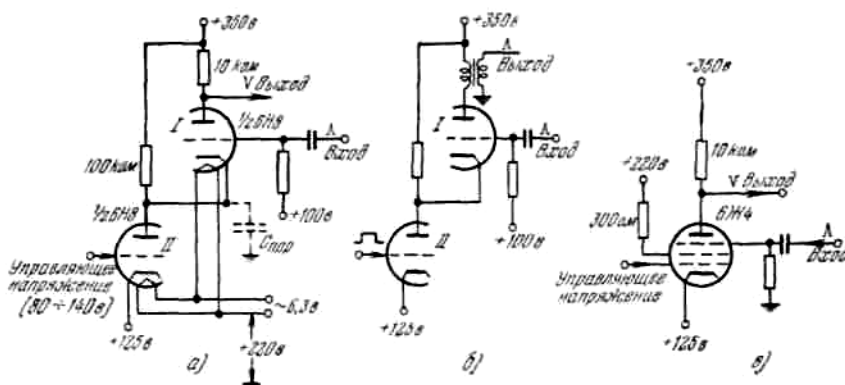 +350в
10 ком
V Выход
I
½6Н8
Λ
Вход
100 ком
+100в
½6Н8
II
Спар
Управляющее
напряжение
(80÷140в)
~6,3в
+125в
+220в
а)
+350в
Λ
Выход
I
Λ
Вход
+100в
II
+125в
б)
+350в
10 ком
+220в
V Выход
300 ом
6Ж4
Λ
Вход
Управляющее
напряжение
+125в
в)